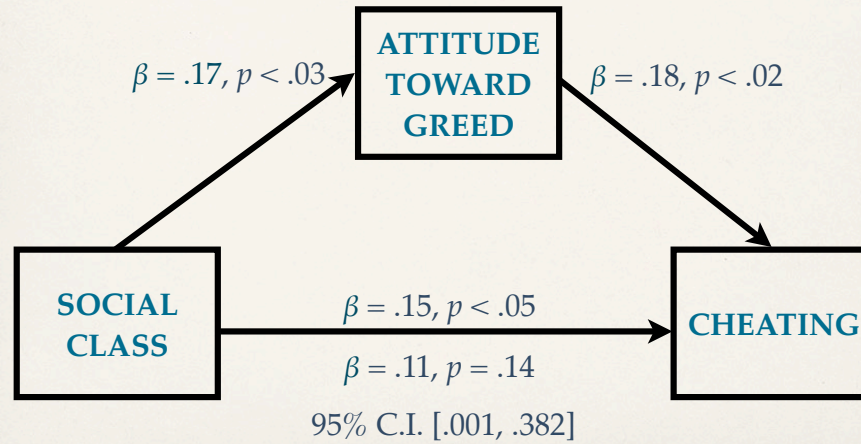 ATTITUDE
TOWARD
GREED
β = .17, p < .03
β = .18, p < .02
SOCIAL
CLASS
β = .15, p < .05
β = .11, p = .14
95% C.I. [.001, .382]
CHEATING